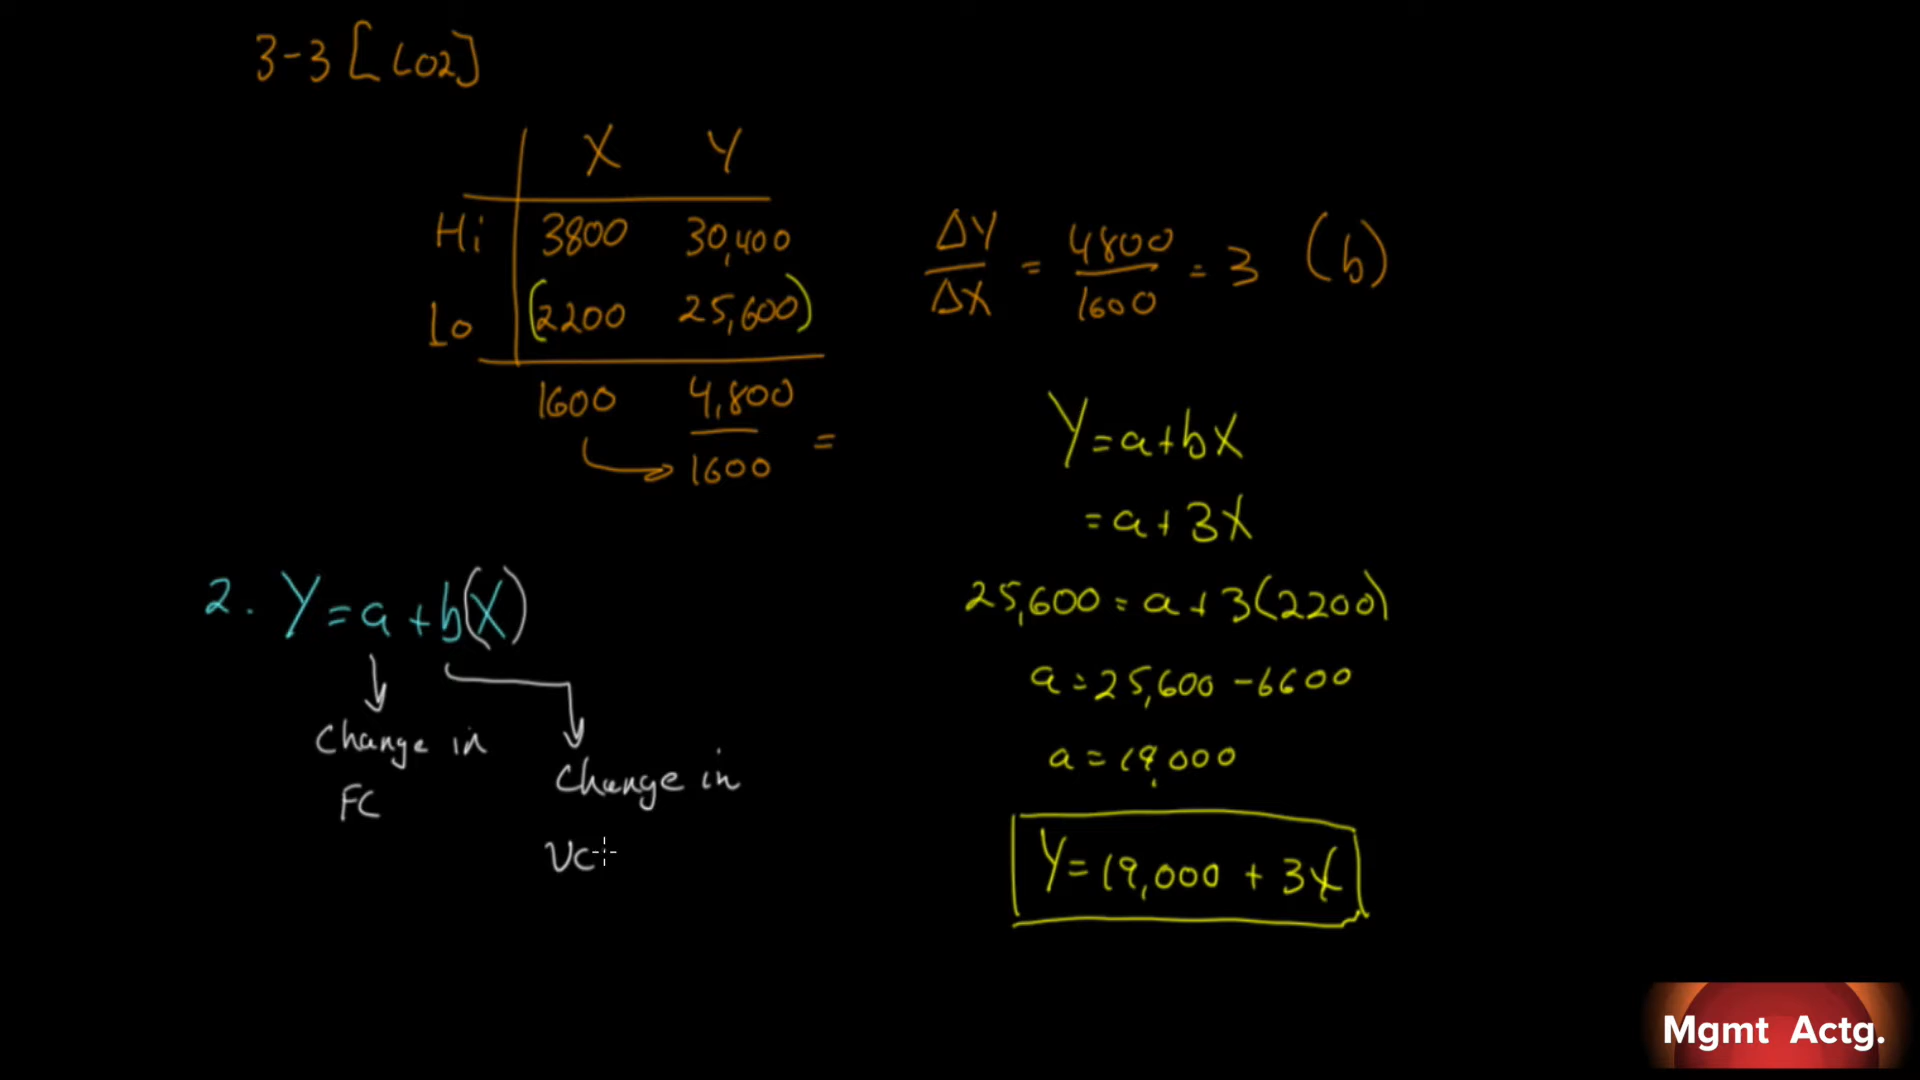 3-3 [LO2]
X Y
Hi 3800 30,400
Lo (2200 25,600)
1600 4,800
1600 =
ΔY/ΔX = 4800/1600 = 3 (b)
Y = a + bX
= a + 3X
25,600 = a + 3(2200)
a = 25,600 - 6600
a = 19,000
Y = 19,000 + 3X
2. Y = a + b(X)
Change in
FC
Change in
VC
Mgmt Actg.